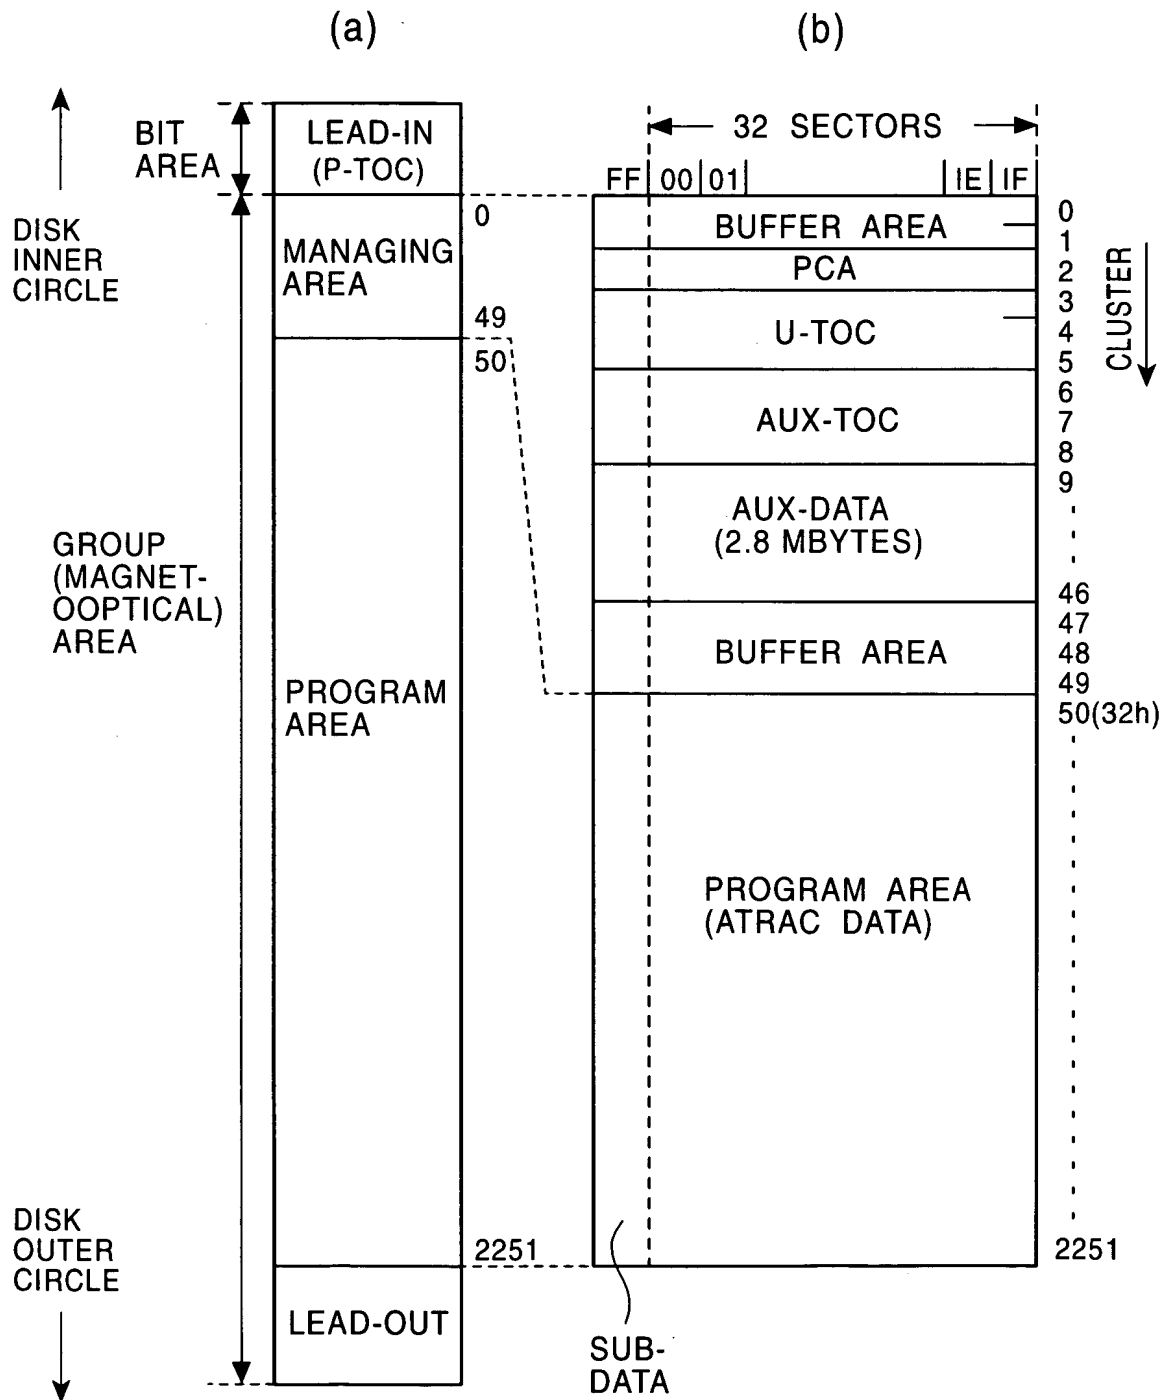 (a)
(b)
BIT
AREA
LEAD-IN
(P-TOC)
32 SECTORS
FF 00 01 IE IF
DISK
INNER
CIRCLE
MANAGING
AREA
0
49
50
BUFFER AREA
PCA
U-TOC
AUX-TOC
AUX-DATA
(2.8 MBYTES)
BUFFER AREA
0
1
2
3
4
5
6
7
8
9
46
47
48
49
50(32h)
CLUSTER
GROUP
(MAGNET-
OOPTICAL)
AREA
PROGRAM
AREA
PROGRAM AREA
(ATRAC DATA)
DISK
OUTER
CIRCLE
2251
2251
LEAD-OUT
SUB-
DATA